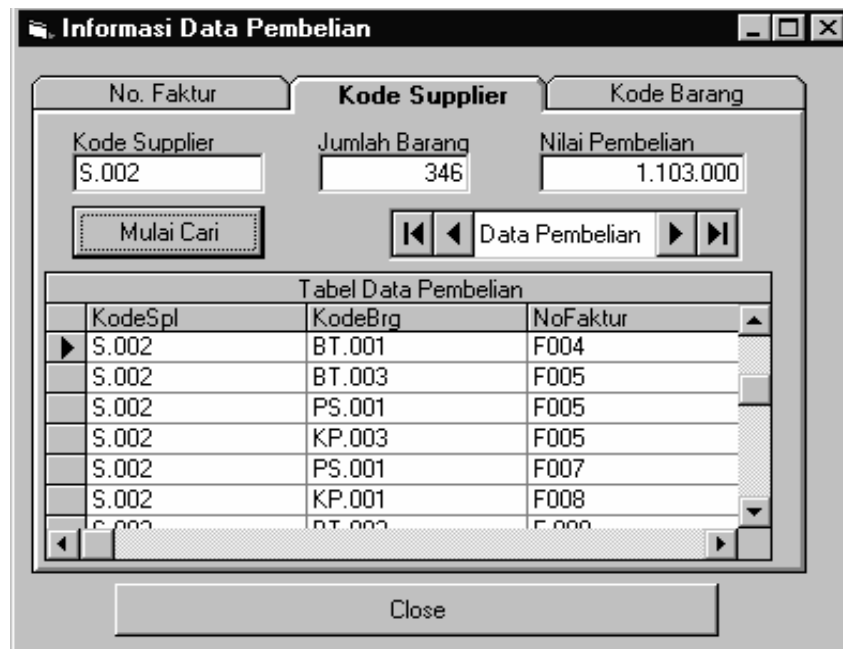 Informasi Data Pembelian
No. Faktur Kode Supplier Kode Barang
Kode Supplier Jumlah Barang Nilai Pembelian
S.002 346 1.103.000
Mulai Cari Data Pembelian
Tabel Data Pembelian
KodeSpl KodeBrg NoFaktur
S.002 BT.001 F004
S.002 BT.003 F005
S.002 PS.001 F005
S.002 KP.003 F005
S.002 PS.001 F007
S.002 KP.001 F008
Close